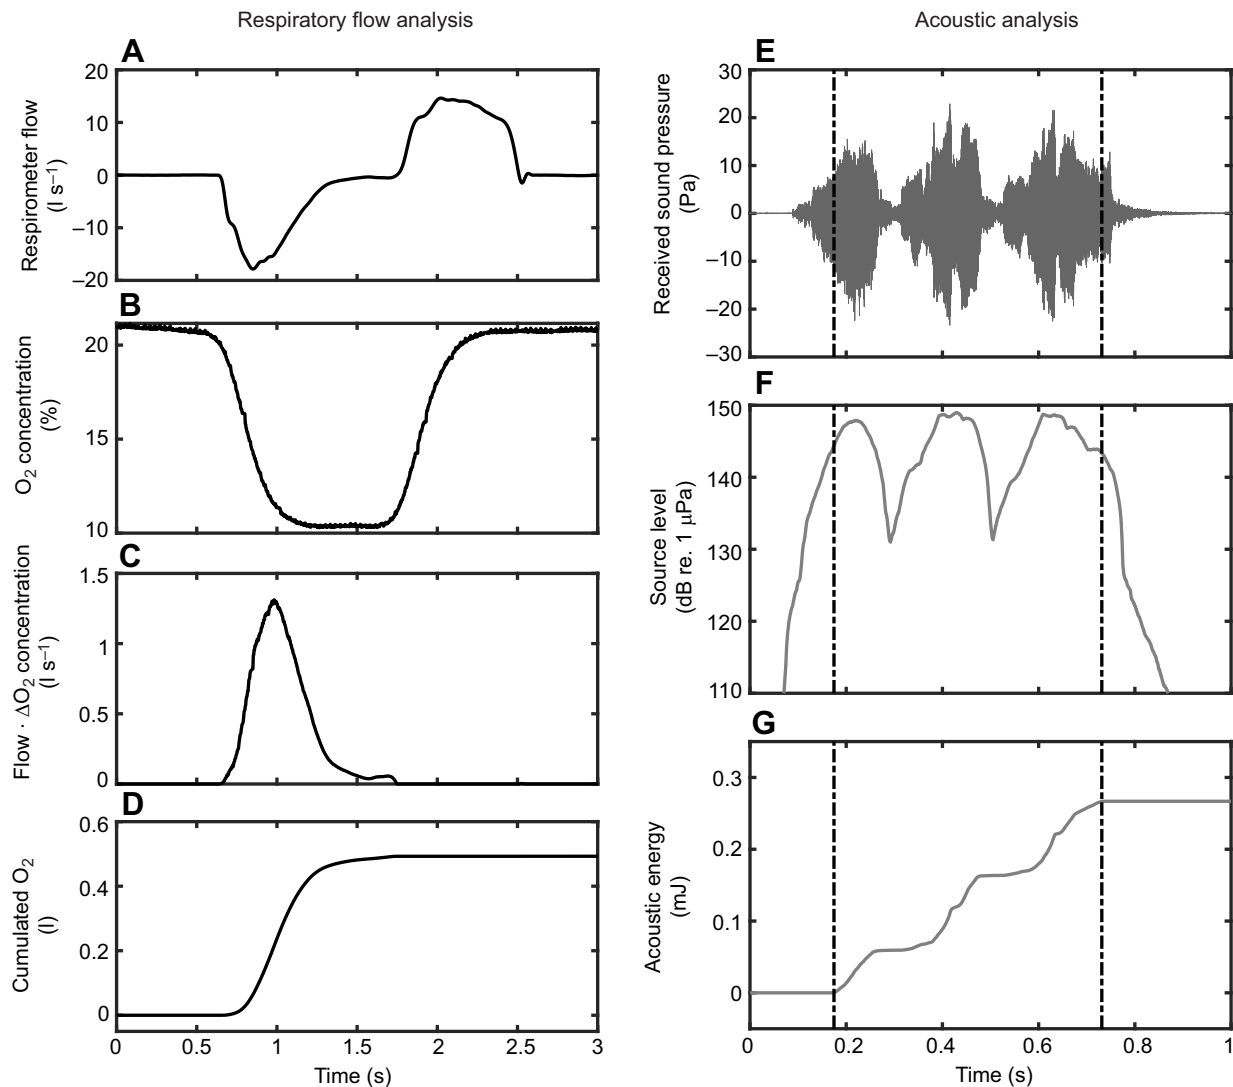 Respiratory flow analysis
Acoustic analysis
A
20
10
0
–10
–20
Respirometer flow
(l s–1)
B
20
15
10
O2 concentration
(%)
C
1.5
1
0.5
0
Flow · ΔO2 concentration
(l s–1)
D
0.6
0.4
0.2
0
Cumulated O2
(l)
0 0.5 1 1.5 2 2.5 3
Time (s)
E
30
20
10
0
–10
–20
–30
Received sound pressure
(Pa)
F
150
140
130
110
Source level
(dB re. 1 μPa)
G
0.3
0.2
0.1
0
Acoustic energy
(mJ)
0 0.2 0.4 0.6 0.8 1
Time (s)